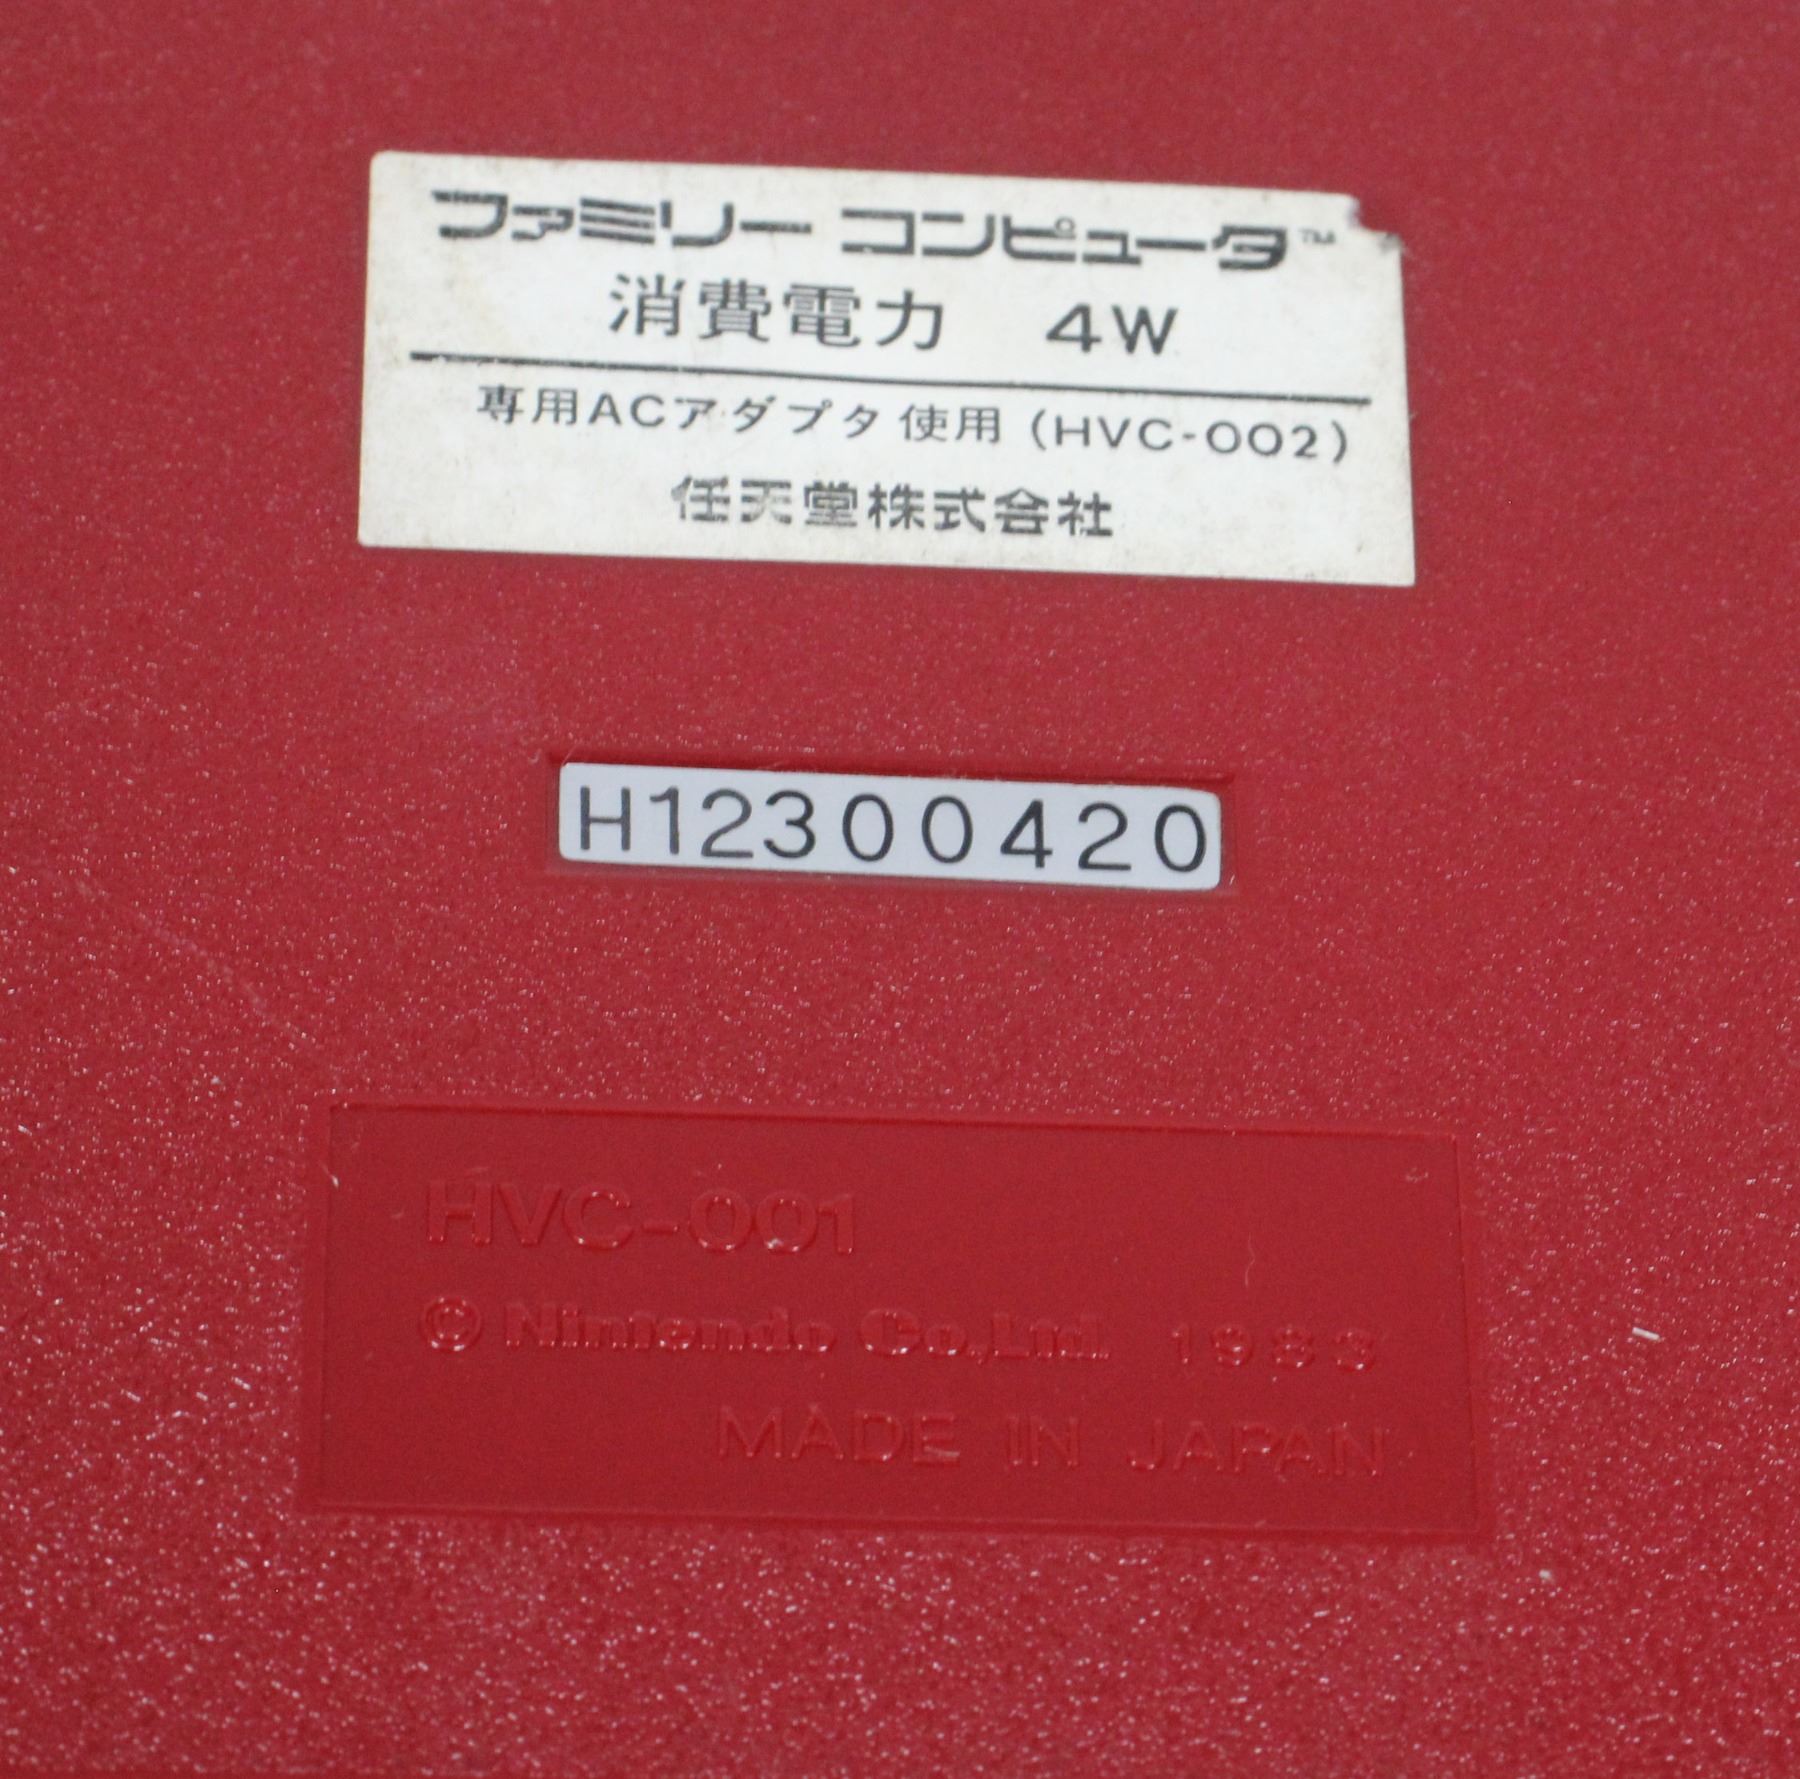 ファミリー コンピュータ™
消費電力 4W
専用ACアダプタ使用 (HVC-002)
任天堂株式会社
H12300420
HVC-001
© Nintendo Co.,Ltd. 1983
MADE IN JAPAN